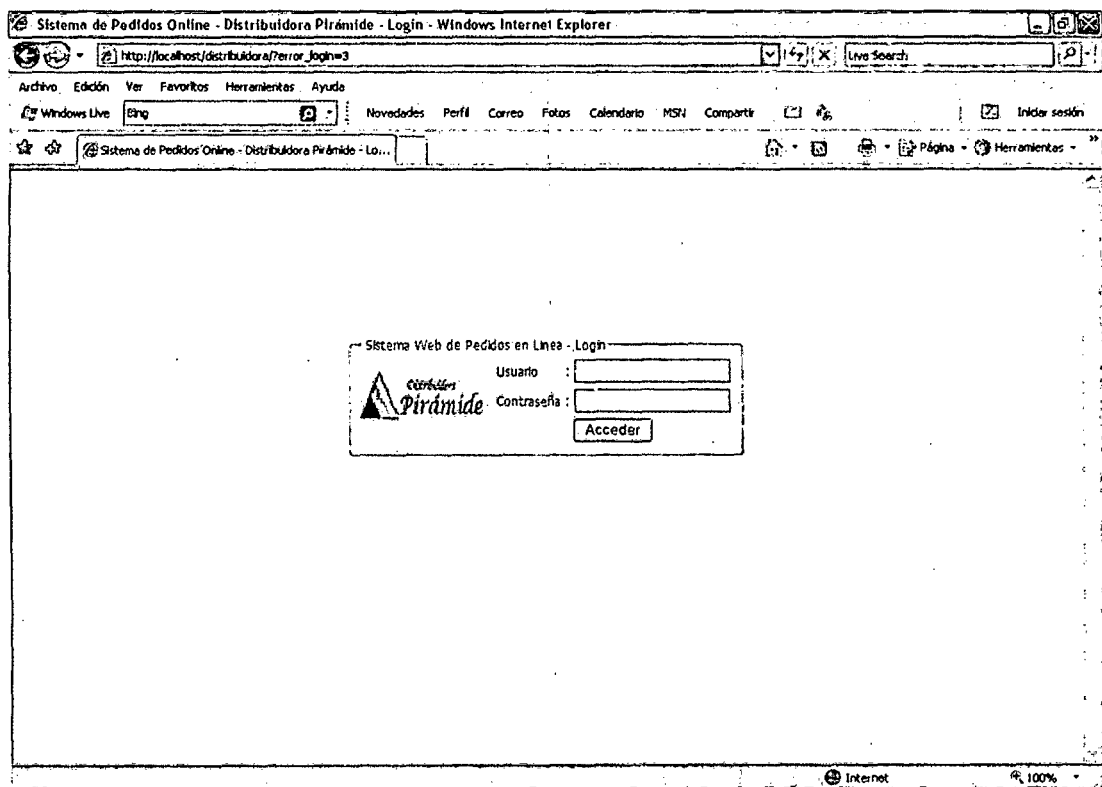 Sistema de Pedidos Online - Distribuidora Pirámide - Login - Windows Internet Explorer
http://localhost/distribuidora/?error_login=3
Live Search
Archivo Edición Ver Favoritos Herramientas Ayuda
Windows Live Bing Novedades Perfil Correo Fotos Calendario MSN Compartir Iniciar sesión
Sistema de Pedidos Online - Distribuidora Pirámide - Lo... Página Herramientas
Sistema Web de Pedidos en Linea - Login
Usuario :
Pirámide
Contraseña :
Acceder
Internet 100%